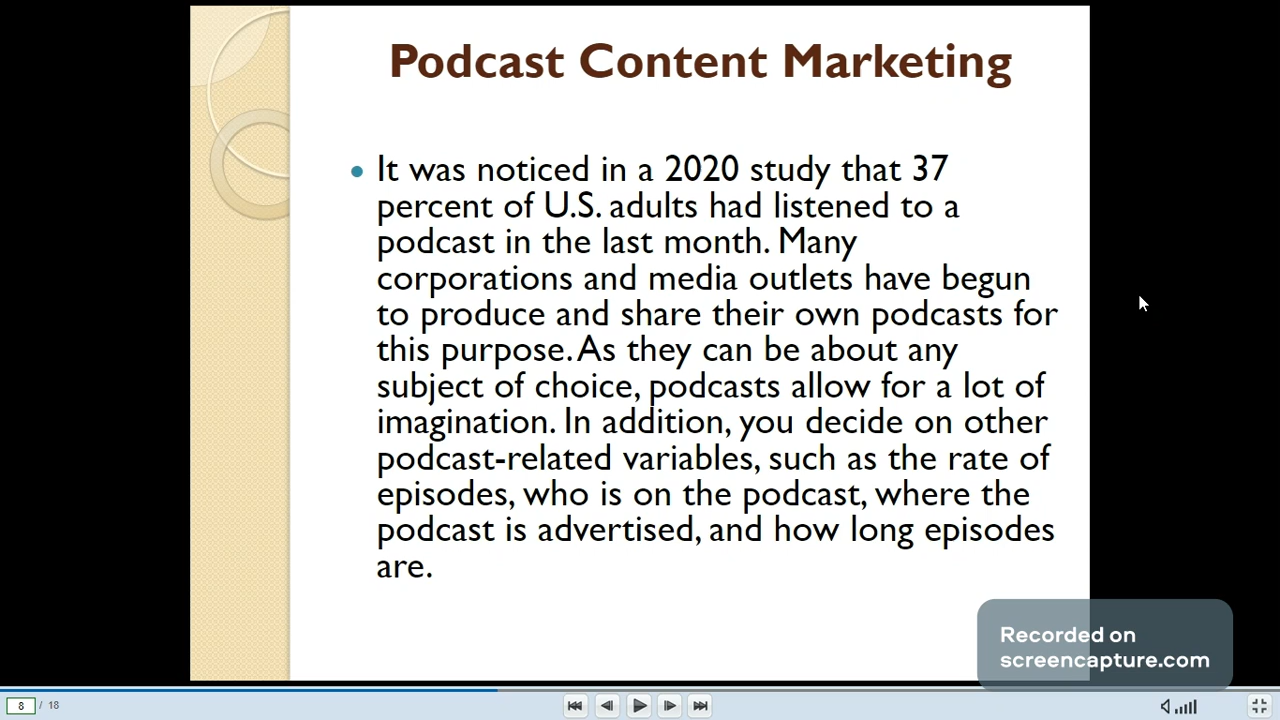 Podcast Content Marketing
It was noticed in a 2020 study that 37
percent of U.S. adults had listened to a
podcast in the last month. Many
corporations and media outlets have begun
to produce and share their own podcasts for
this purpose. As they can be about any
subject of choice, podcasts allow for a lot of
imagination. In addition, you decide on other
podcast-related variables, such as the rate of
episodes, who is on the podcast, where the
podcast is advertised, and how long episodes
are.
Recorded on
screencapture.com
8 / 18